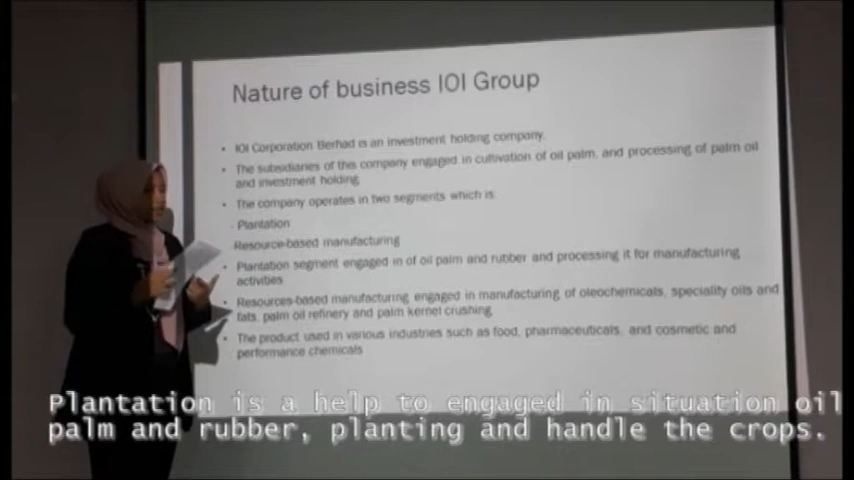 Nature of business IOI Group
• IOI Corporation Berhad is an investment holding company.
• The subsidiaries of this company engaged in cultivation of oil palm, and processing of palm oil
and investment holding
• The company operates in two segments which is:
- Plantation
-Resource-based manufacturing
• Plantation segment engaged in of oil palm and rubber and processing it for manufacturing
activities
• Resources-based manufacturing engaged in manufacturing of oleochemicals, speciality oils and
fats, palm oil refinery and palm kernel crushing
• The product used in various industries such as food, pharmaceuticals, and cosmetic and
performance chemicals
Plantation is a help to engaged in situation oil
palm and rubber, planting and handle the crops.